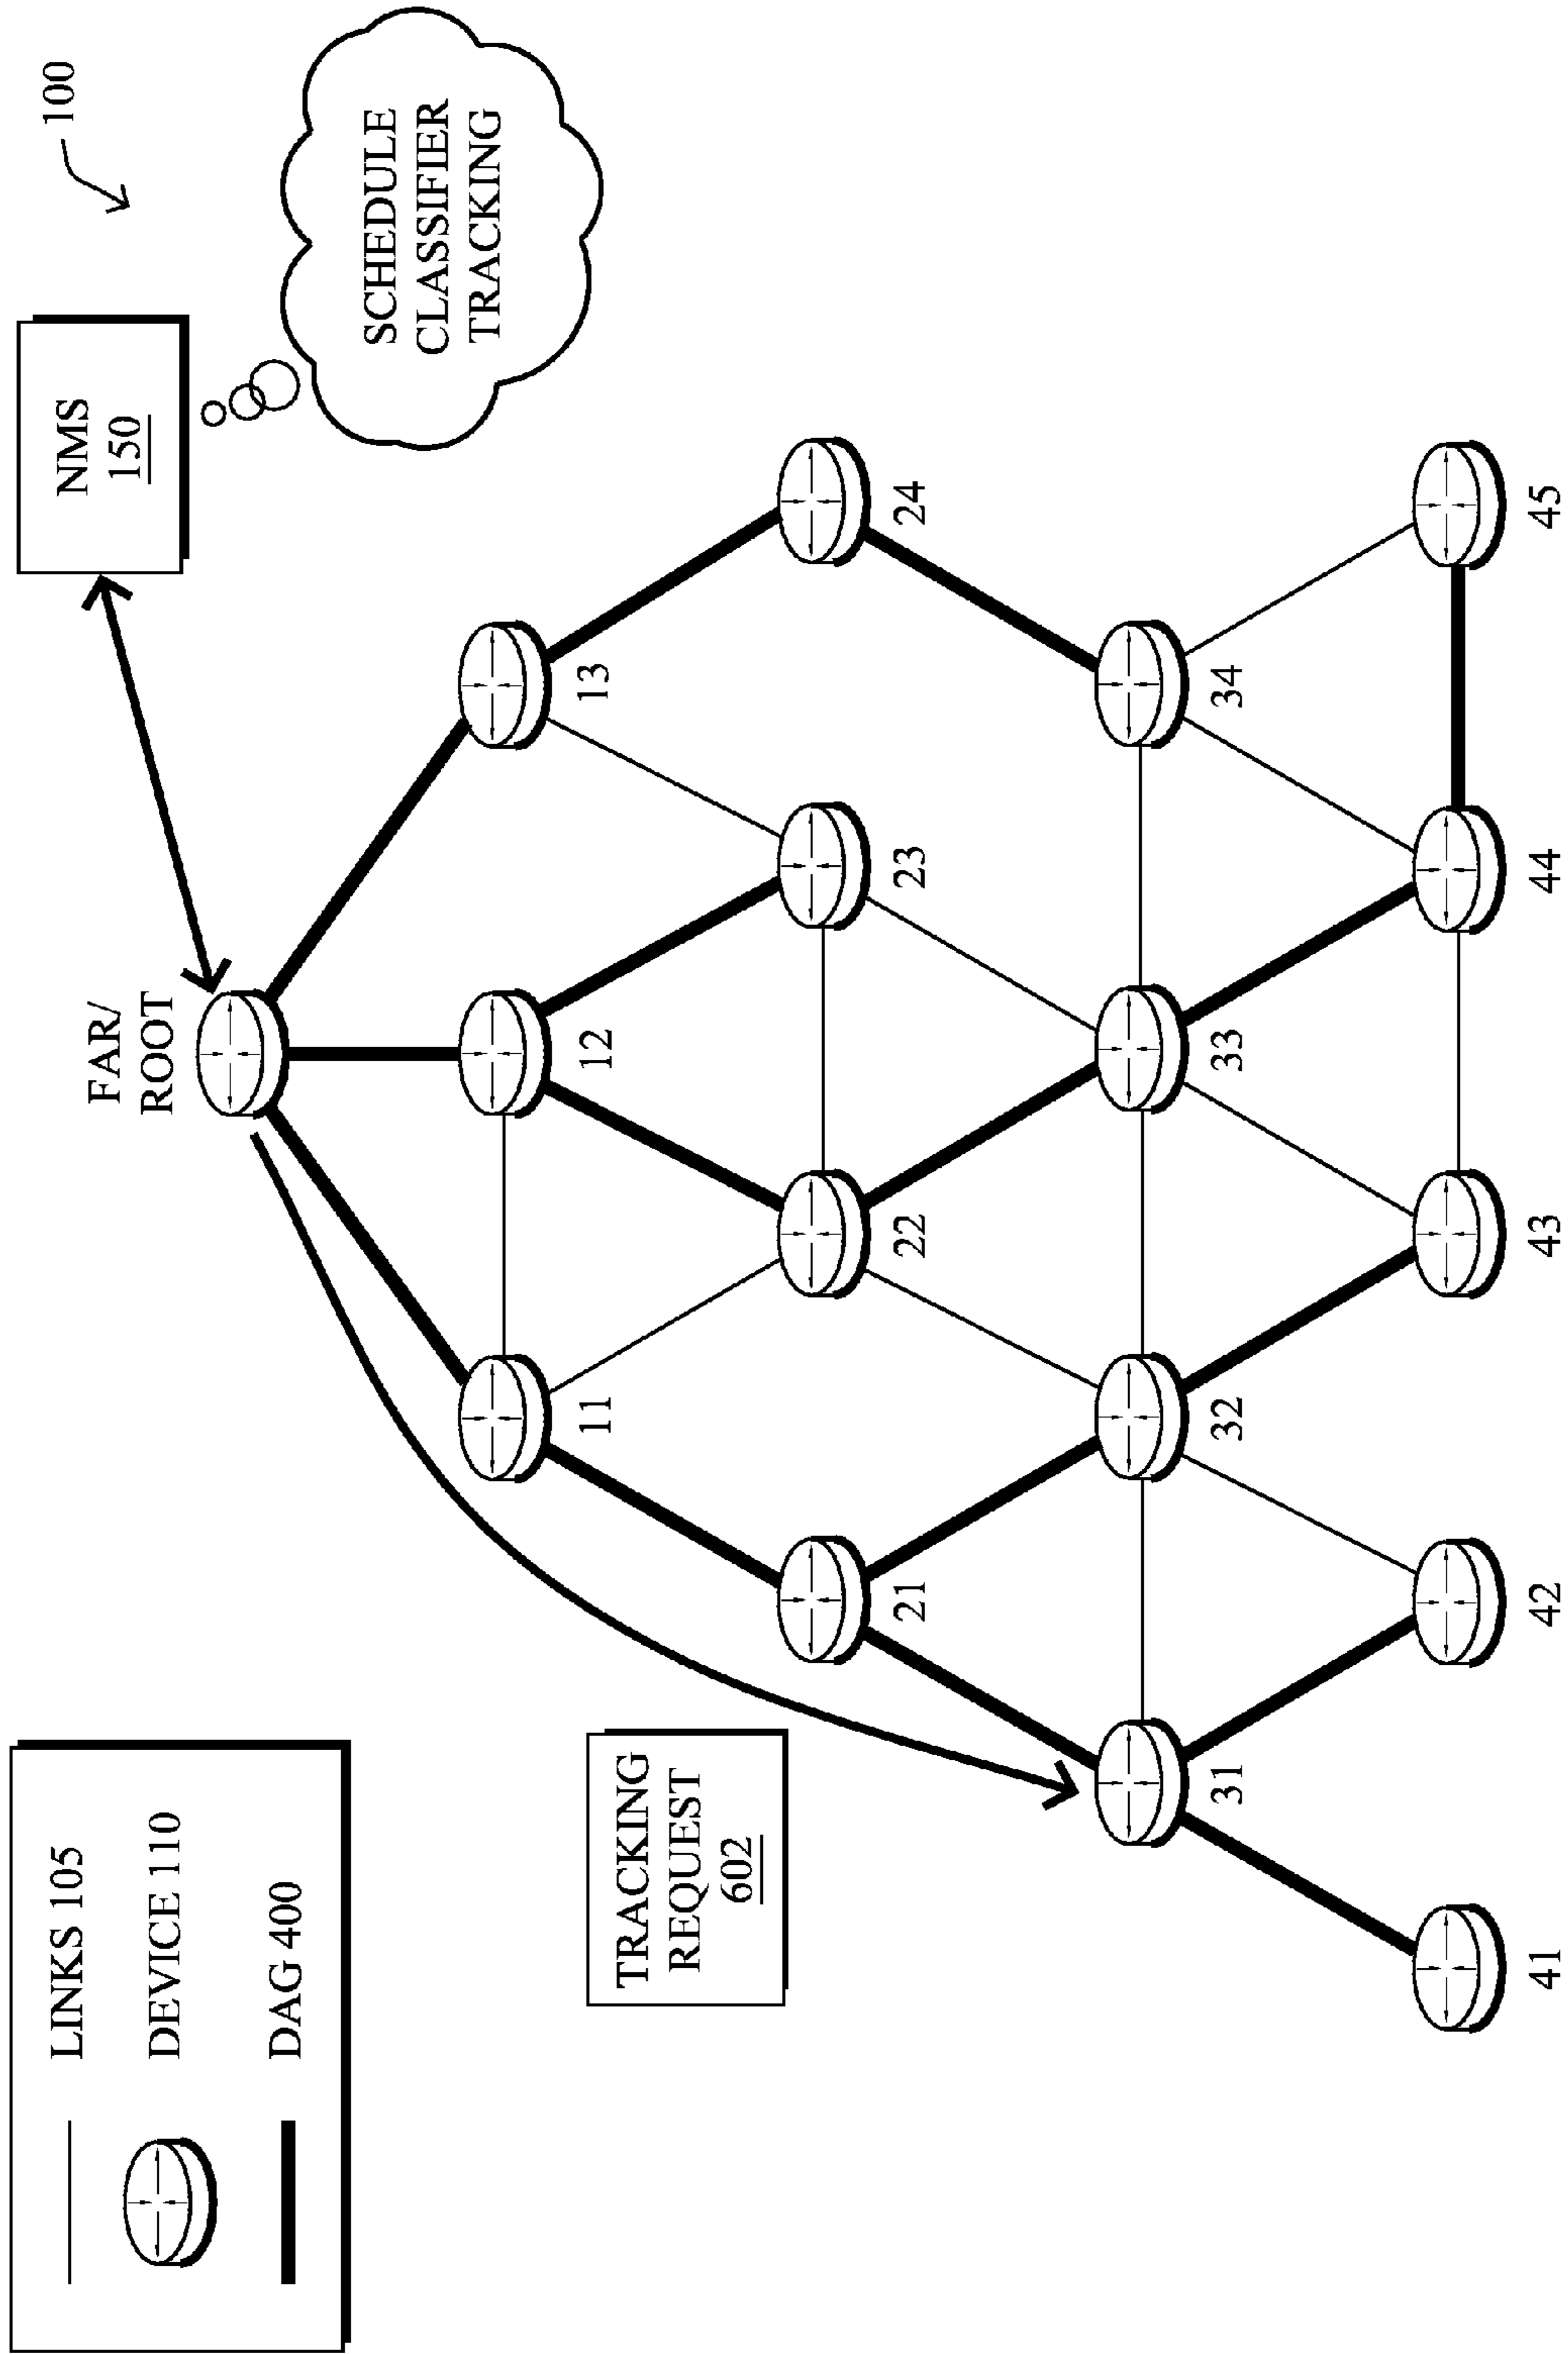 LINKS 105
DEVICE 110
DAG 400
100
NMS
150
SCHEDULE
CLASSIFIER
TRACKING
FAR/
ROOT
TRACKING
REQUEST
602
11
12
13
21
22
23
24
31
32
33
34
41
42
43
44
45